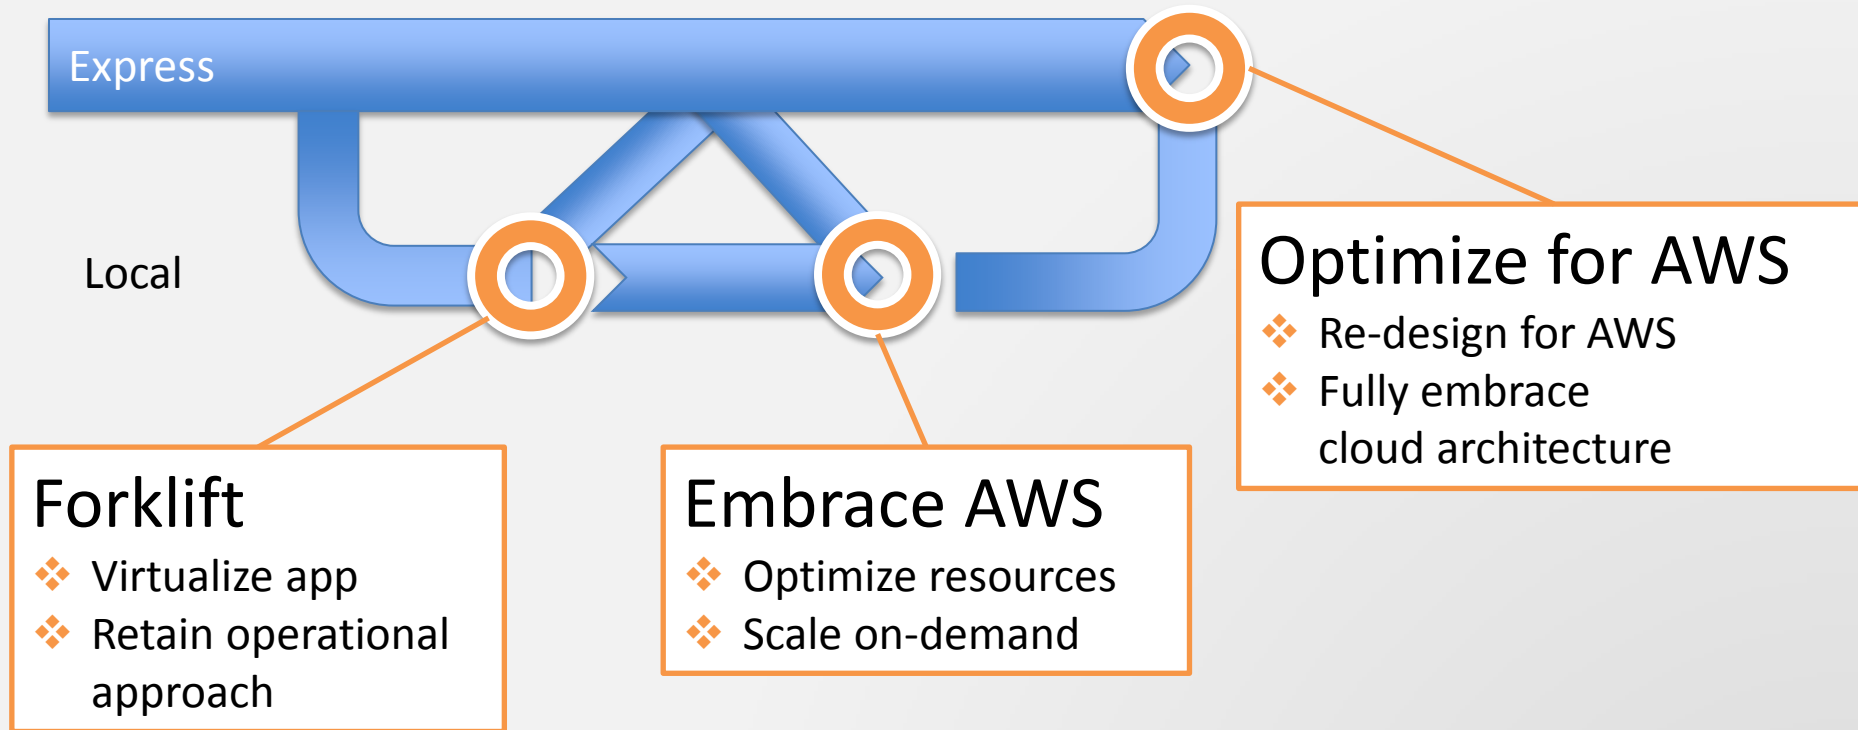 Express
Local
Optimize for AWS
Re-design for AWS
Fully embrace
cloud architecture
Forklift
Virtualize app
Retain operational
approach
Embrace AWS
Optimize resources
Scale on-demand